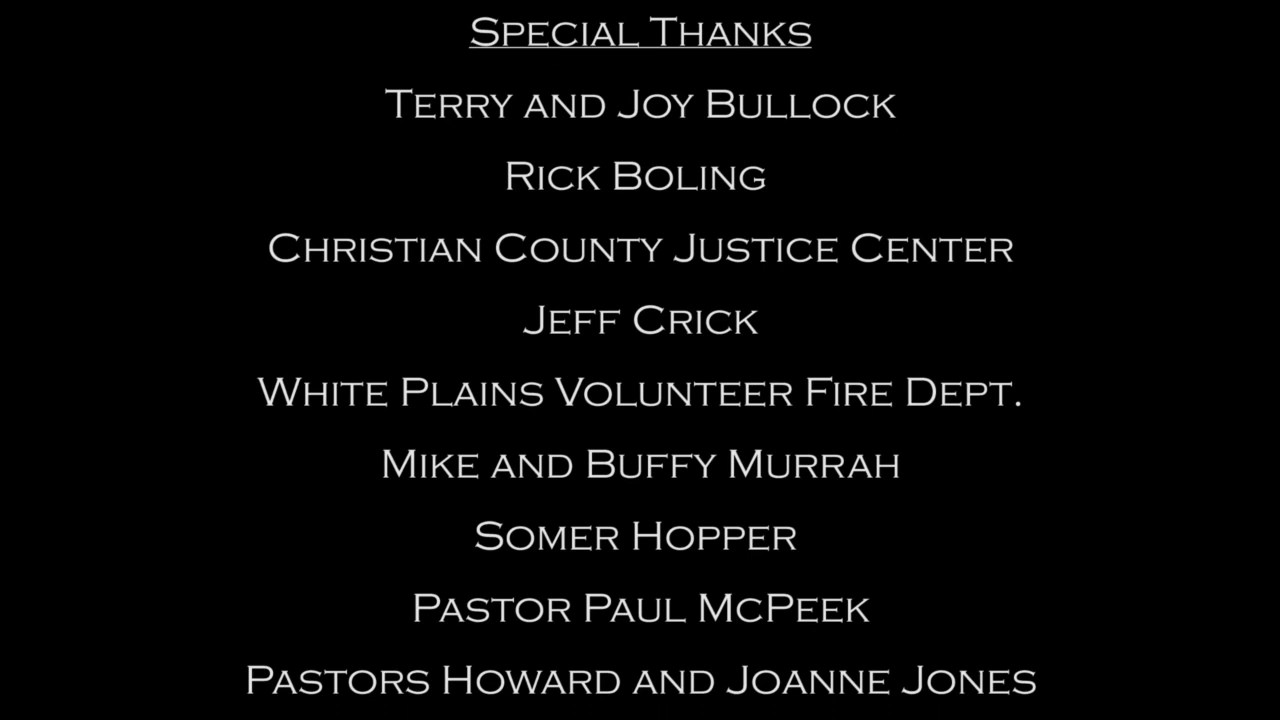 Special Thanks
Terry and Joy Bullock
Rick Boling
Christian County Justice Center
Jeff Crick
White Plains Volunteer Fire Dept.
Mike and Buffy Murrah
Somer Hopper
Pastor Paul McPeek
Pastors Howard and Joanne Jones